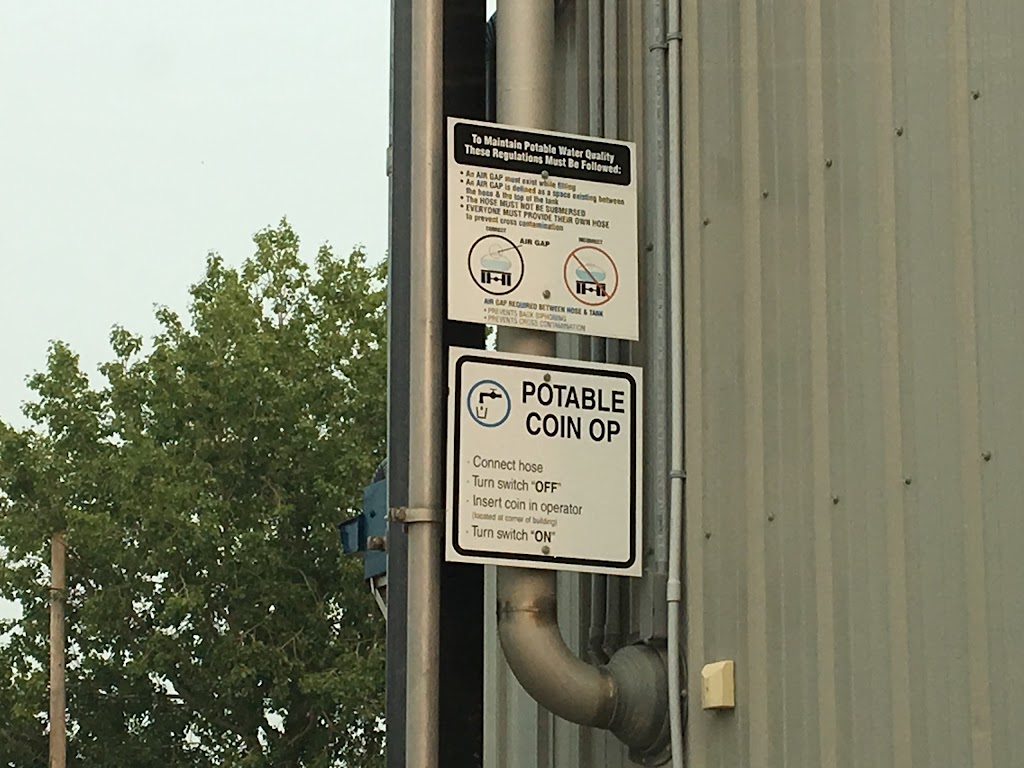 To Maintain Potable Water Quality
These Regulations Must Be Followed:
• An AIR GAP must exist while filling
• An AIR GAP is defined as a space existing between
the hose & the top of the tank
• The HOSE MUST NOT BE SUBMERSED
• EVERYONE MUST PROVIDE THEIR OWN HOSE
to prevent cross contamination
CORRECT
AIR GAP
INCORRECT
AIR GAP REQUIRED BETWEEN HOSE & TANK
• PREVENTS BACK SIPHONING
• PREVENTS CROSS CONTAMINATION
POTABLE
COIN OP
· Connect hose
· Turn switch "OFF"
· Insert coin in operator
(located at corner of building)
· Turn switch "ON"